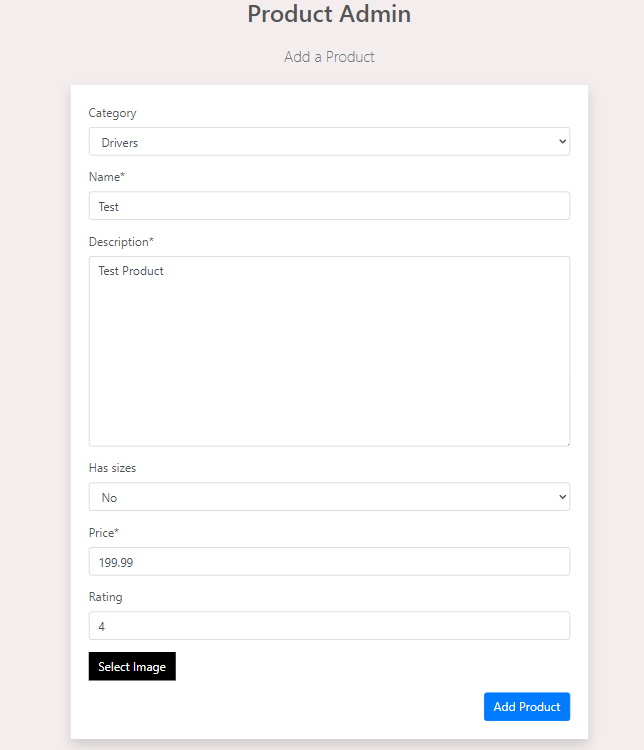 Product Admin
Add a Product
Category
Drivers
Name*
Test
Description*
Test Product
Has sizes
No
Price*
199.99
Rating
4
Select Image
Add Product